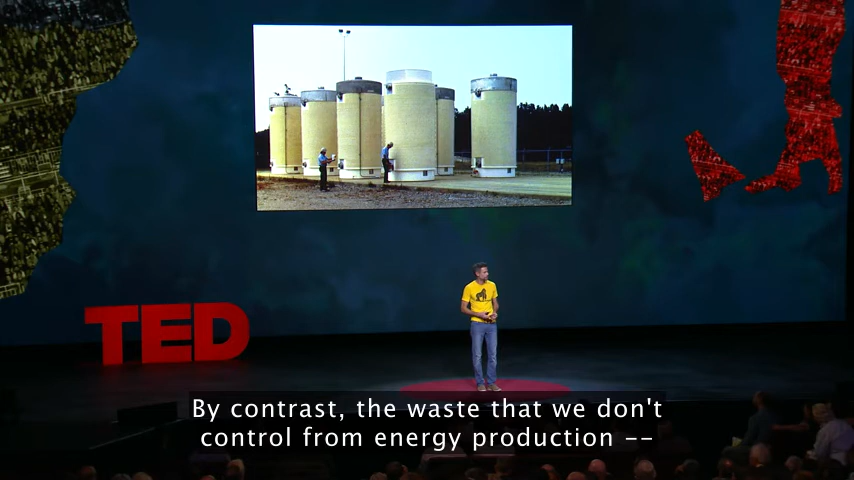 TED
By contrast, the waste that we don't
control from energy production --